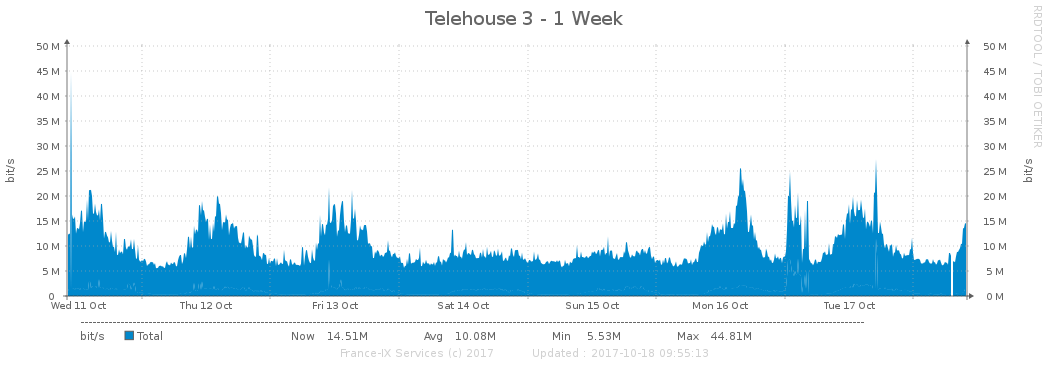 Telehouse 3 - 1 Week
RRDTOOL / TOBI OETIKER
bit/s
bit/s
50 M 50 M
45 M 45 M
40 M 40 M
35 M 35 M
30 M 30 M
25 M 25 M
20 M 20 M
15 M 15 M
10 M 10 M
5 M 5 M
0 0 M
Wed 11 Oct Thu 12 Oct Fri 13 Oct Sat 14 Oct Sun 15 Oct Mon 16 Oct Tue 17 Oct
bit/s Total Now 14.51M Avg 10.08M Min 5.53M Max 44.81M
France-IX Services (c) 2017 Updated : 2017-10-18 09:55:13